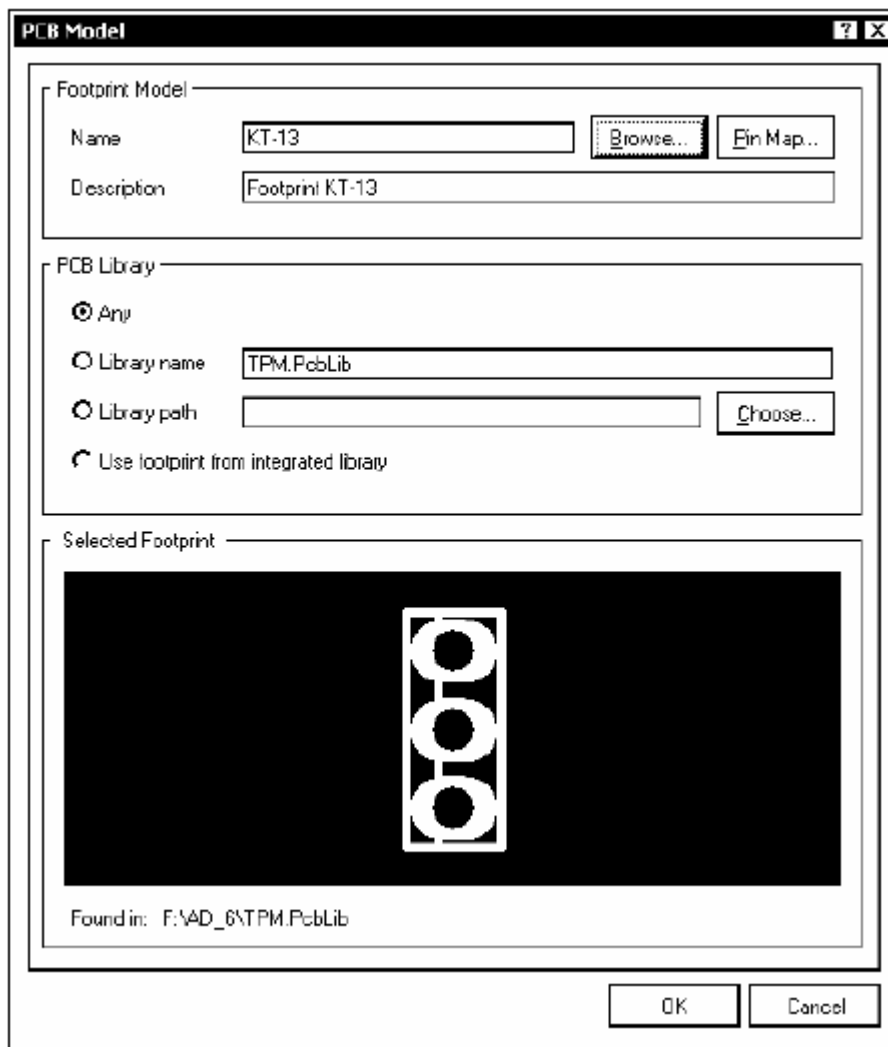 PCB Model
Footprint Model
Name KT-13 Browse... Pin Map...
Description Footprint KT-13
PCB Library
Any
Library name TPM.PcbLib
Library path Choose...
Use footprint from integrated library
Selected Footprint
Found in: F:\AD_6\TPM.PcbLib
OK Cancel